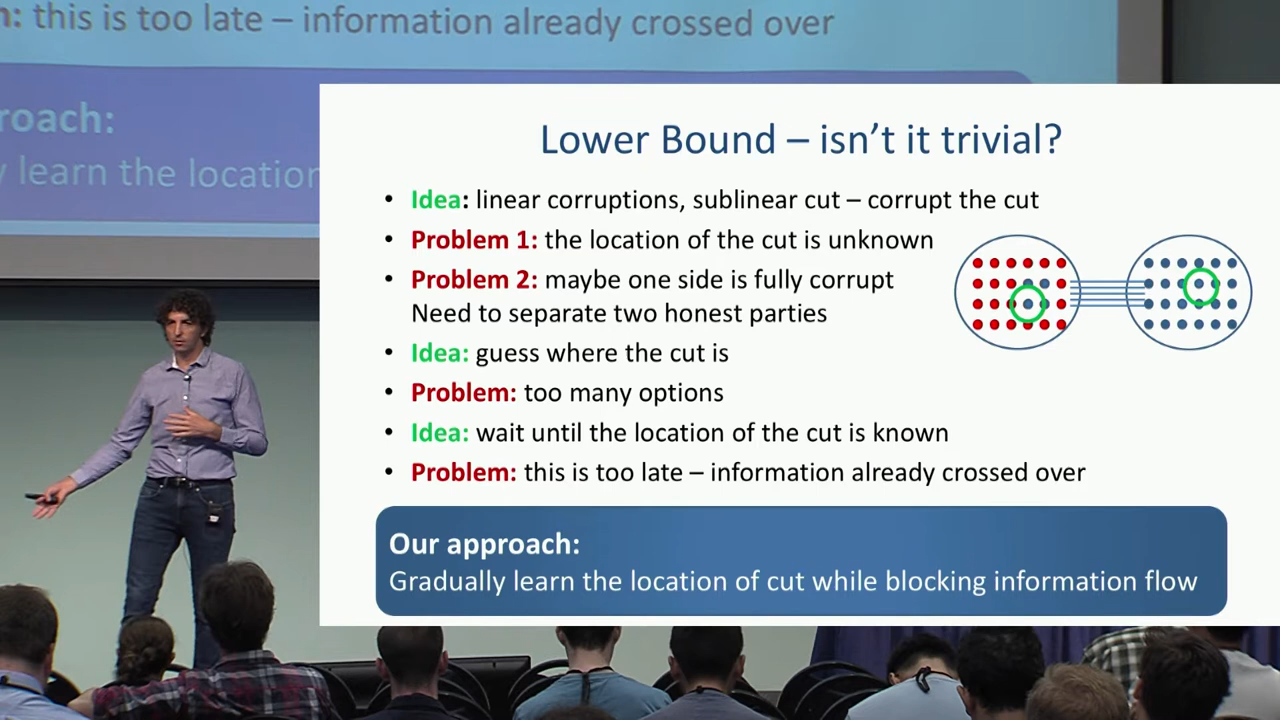 : this is too late – information already crossed over
roach:
learn the location
Lower Bound – isn't it trivial?
• Idea: linear corruptions, sublinear cut – corrupt the cut
• Problem 1: the location of the cut is unknown
• Problem 2: maybe one side is fully corrupt
Need to separate two honest parties
• Idea: guess where the cut is
• Problem: too many options
• Idea: wait until the location of the cut is known
• Problem: this is too late – information already crossed over
Our approach:
Gradually learn the location of cut while blocking information flow